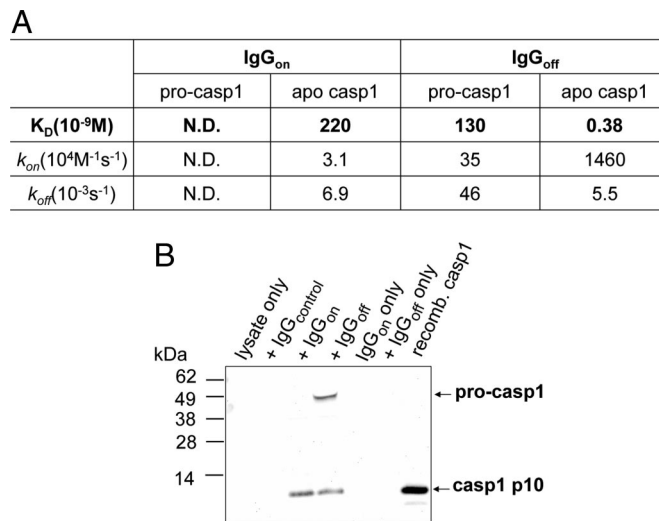 A
IgGon IgGoff
pro-casp1 apo casp1 pro-casp1 apo casp1
KD(10-9M) N.D. 220 130 0.38
kon(104M-1s-1) N.D. 3.1 35 1460
koff(10-3s-1) N.D. 6.9 46 5.5
B
lysate only
+ IgGcontrol
+ IgGon
+ IgGoff
IgGon only
+ IgGoff only
recomb. casp1
kDa
62
49
pro-casp1
38
28
14
casp1 p10